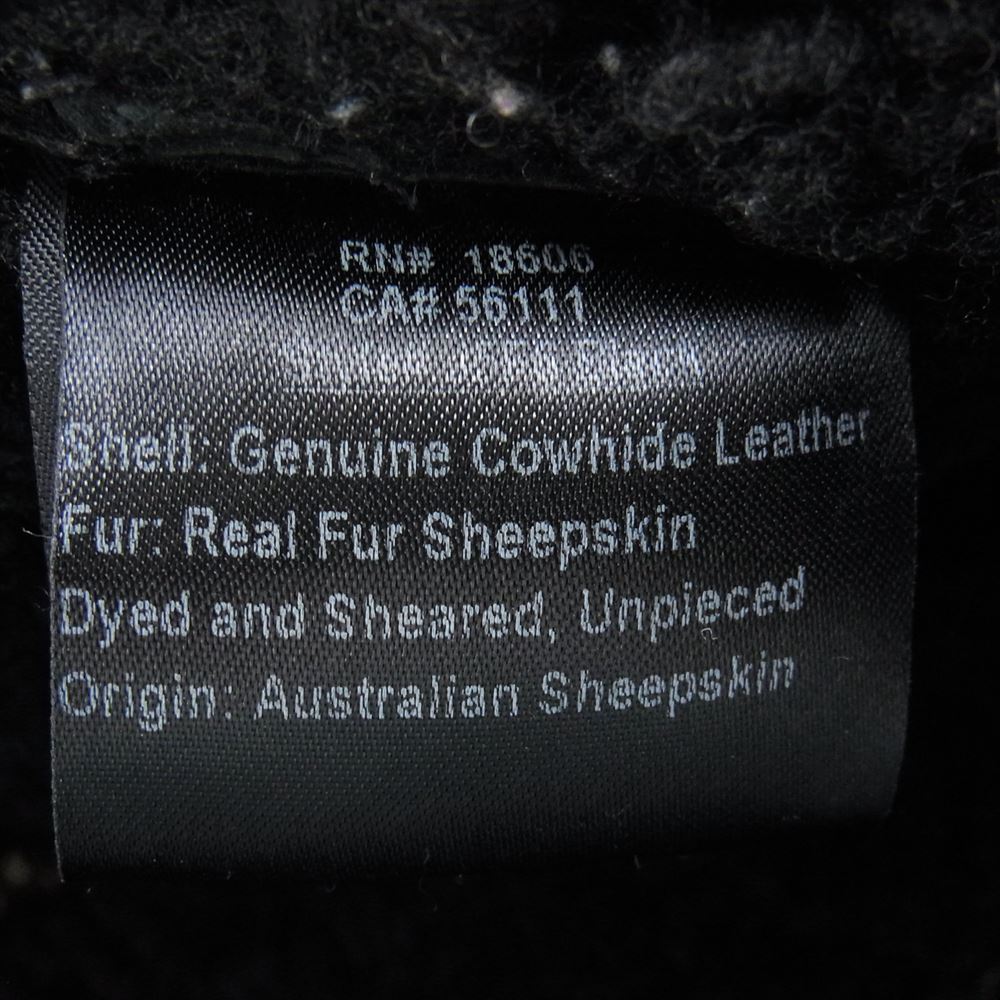 RN# 18606
CA# 56111
Shell: Genuine Cowhide Leather
Fur: Real Fur Sheepskin
Dyed and Sheared, Unpieced
Origin: Australian Sheepskin